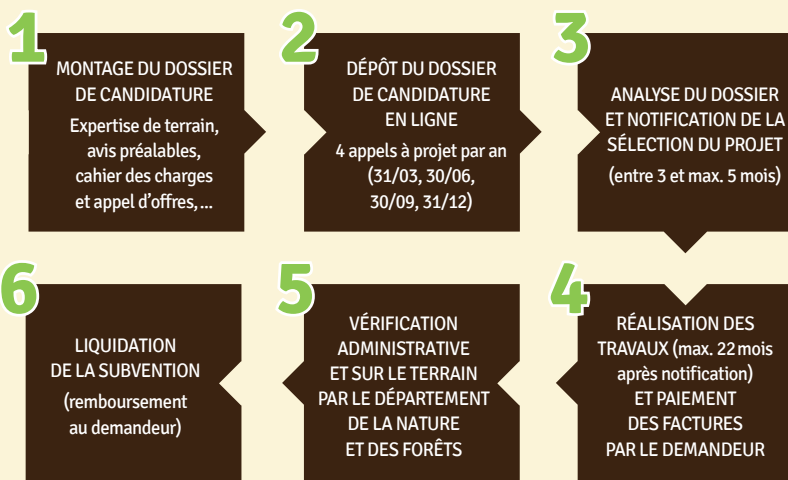 1
MONTAGE DU DOSSIER
DE CANDIDATURE
Expertise de terrain,
avis préalables,
cahier des charges
et appel d’offres, ...
2
DÉPÔT DU DOSSIER
DE CANDIDATURE
EN LIGNE
4 appels à projet par an
(31/03, 30/06,
30/09, 31/12)
3
ANALYSE DU DOSSIER
ET NOTIFICATION DE LA
SÉLECTION DU PROJET
(entre 3 et max. 5 mois)
4
RÉALISATION DES
TRAVAUX (max. 22 mois
après notification)
ET PAIEMENT
DES FACTURES
PAR LE DEMANDEUR
5
VÉRIFICATION
ADMINISTRATIVE
ET SUR LE TERRAIN
PAR LE DÉPARTEMENT
DE LA NATURE
ET DES FORÊTS
6
LIQUIDATION
DE LA SUBVENTION
(remboursement
au demandeur)